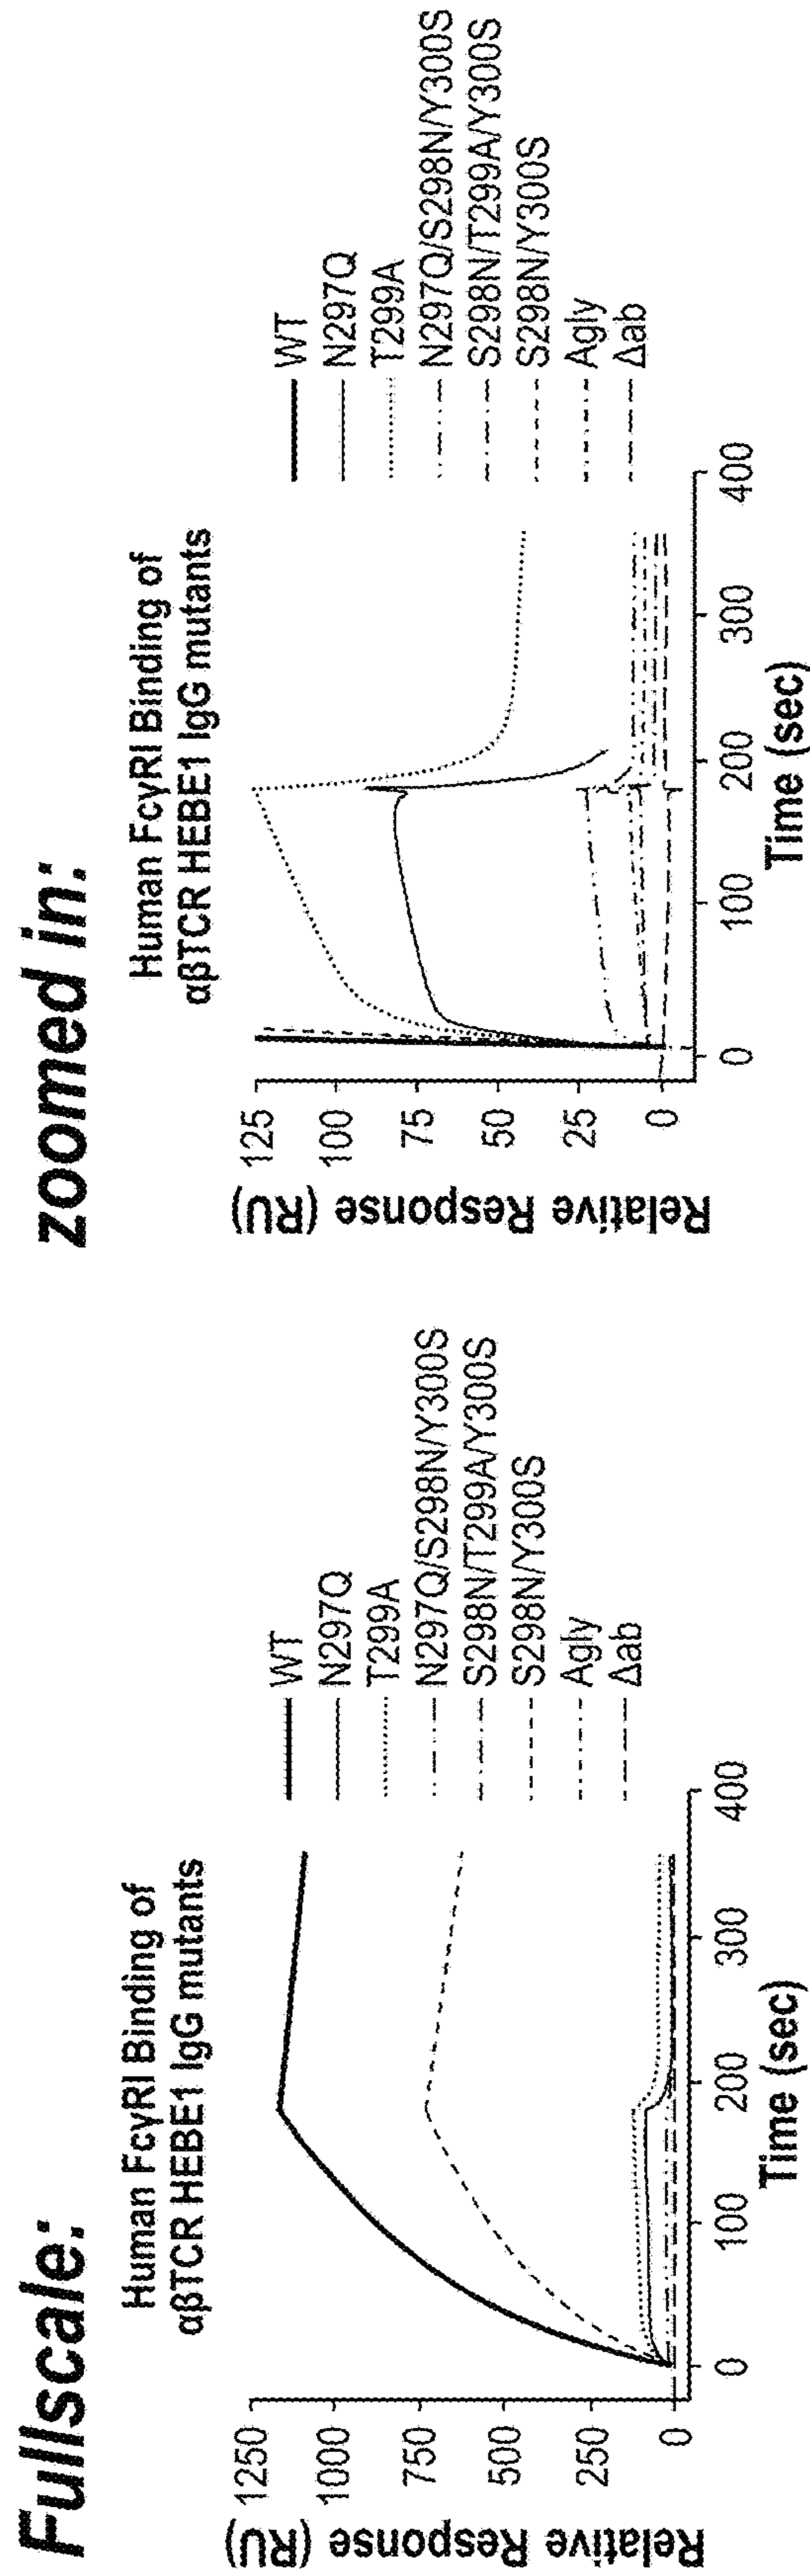 Fullscale:
Human FcγRI Binding of
αβTCR HEBE1 IgG mutants
Relative Response (RU)
1250
1000
750
500
250
0
0 100 200 300 400
Time (sec)
WT
N297Q
T299A
N297Q/S298N/Y300S
S298N/T299A/Y300S
S298N/Y300S
Agly
Δab
zoomed in:
Human FcγRI Binding of
αβTCR HEBE1 IgG mutants
Relative Response (RU)
125
100
75
50
25
0
0 100 200 300 400
Time (sec)
WT
N297Q
T299A
N297Q/S298N/Y300S
S298N/T299A/Y300S
S298N/Y300S
Agly
Δab